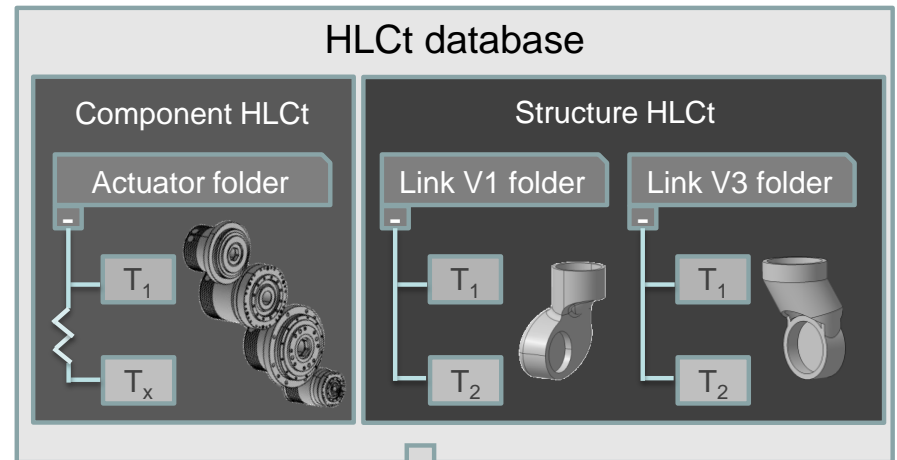 HLCt database
Component HLCt
Structure HLCt
Actuator folder
Link V1 folder
Link V3 folder
-
-
-
T1
T1
T1
Tx
T2
T2